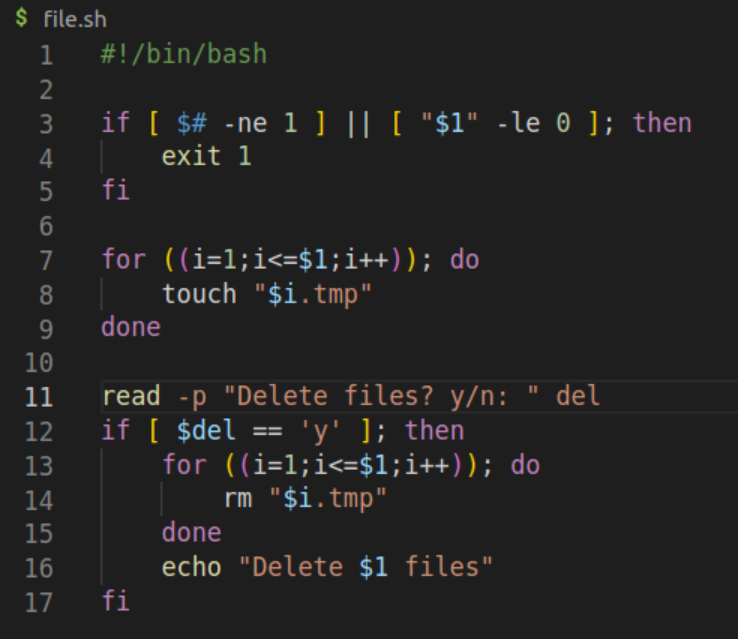 $ file.sh
1 #!/bin/bash
2
3 if [ $# -ne 1 ] || [ "$1" -le 0 ]; then
4     exit 1
5 fi
6
7 for ((i=1;i<=$1;i++)); do
8     touch "$i.tmp"
9 done
10
11 read -p "Delete files? y/n: " del
12 if [ $del == 'y' ]; then
13     for ((i=1;i<=$1;i++)); do
14         rm "$i.tmp"
15     done
16     echo "Delete $1 files"
17 fi